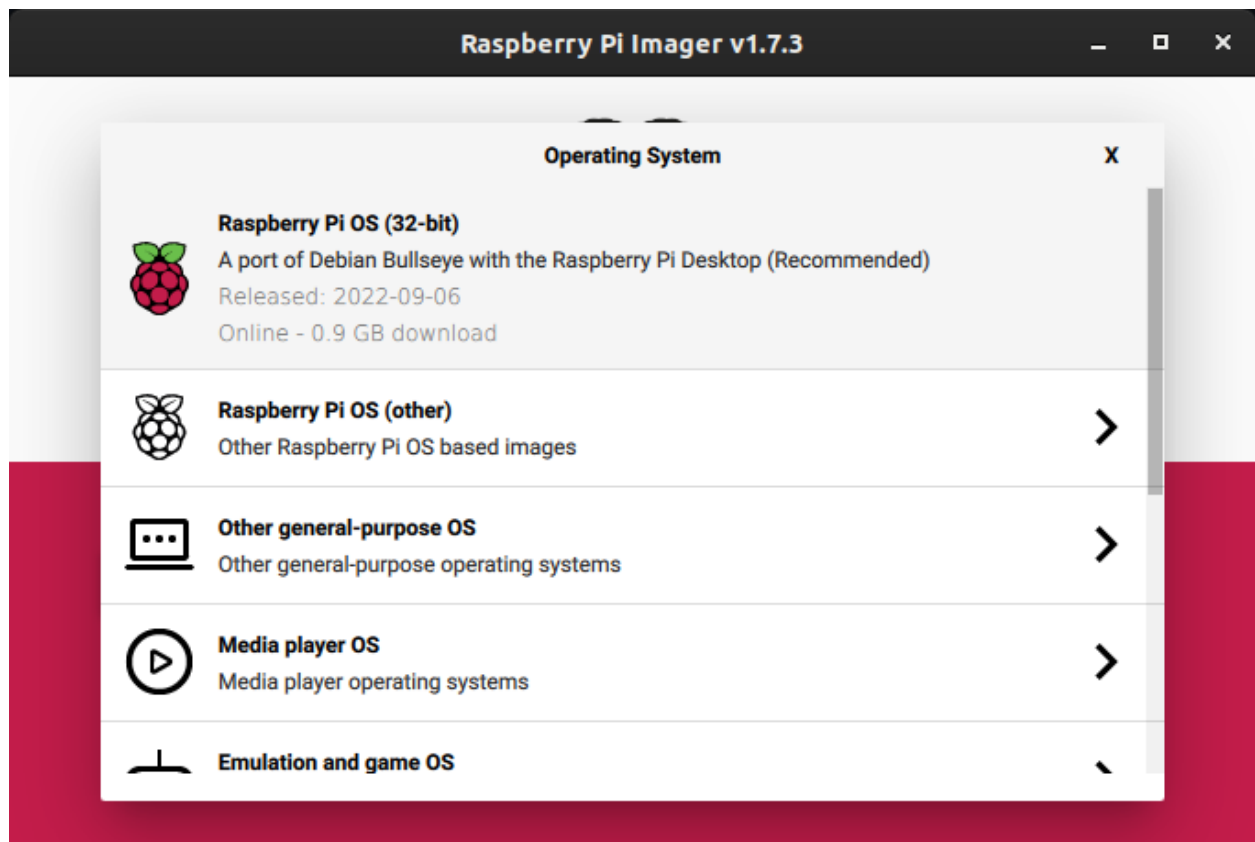 Raspberry Pi Imager v1.7.3
Operating System X
Raspberry Pi OS (32-bit)
A port of Debian Bullseye with the Raspberry Pi Desktop (Recommended)
Released: 2022-09-06
Online - 0.9 GB download
Raspberry Pi OS (other)
Other Raspberry Pi OS based images
Other general-purpose OS
Other general-purpose operating systems
Media player OS
Media player operating systems
Emulation and game OS